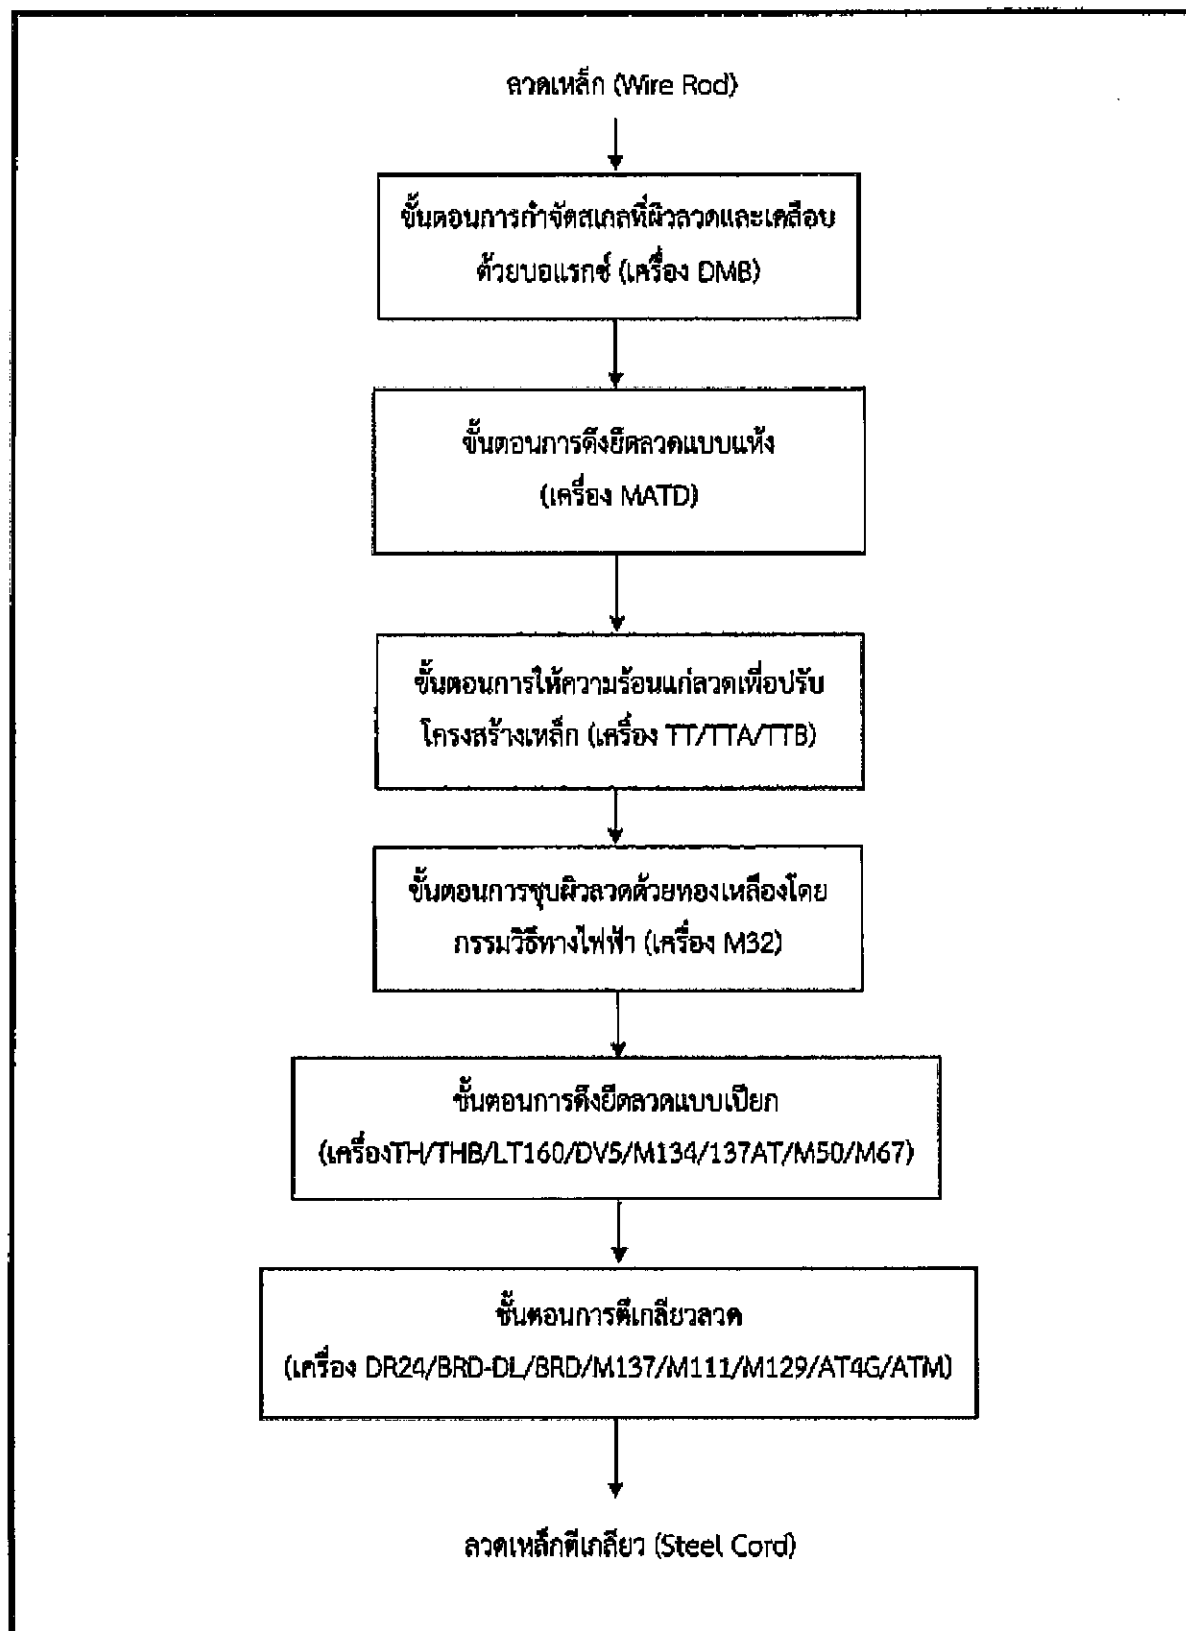 ลวดเหล็ก (Wire Rod)
ขั้นตอนการกำจัดสเกลที่ผิวลวดและเคลือบ
ด้วยบอแรกซ์ (เครื่อง DMB)
ขั้นตอนการดึงยืดลวดแบบแห้ง
(เครื่อง MATD)
ขั้นตอนการให้ความร้อนแก่ลวดเพื่อปรับ
โครงสร้างเหล็ก (เครื่อง TT/TTA/TTB)
ขั้นตอนการชุบผิวลวดด้วยทองเหลืองโดย
กรรมวิธีทางไฟฟ้า (เครื่อง M32)
ขั้นตอนการดึงยืดลวดแบบเปียก
(เครื่องTH/THB/LT160/DV5/M134/137AT/M50/M67)
ขั้นตอนการตีเกลียวลวด
(เครื่อง DR24/BRD-DL/BRD/M137/M111/M129/AT4G/ATM)
ลวดเหล็กตีเกลียว (Steel Cord)